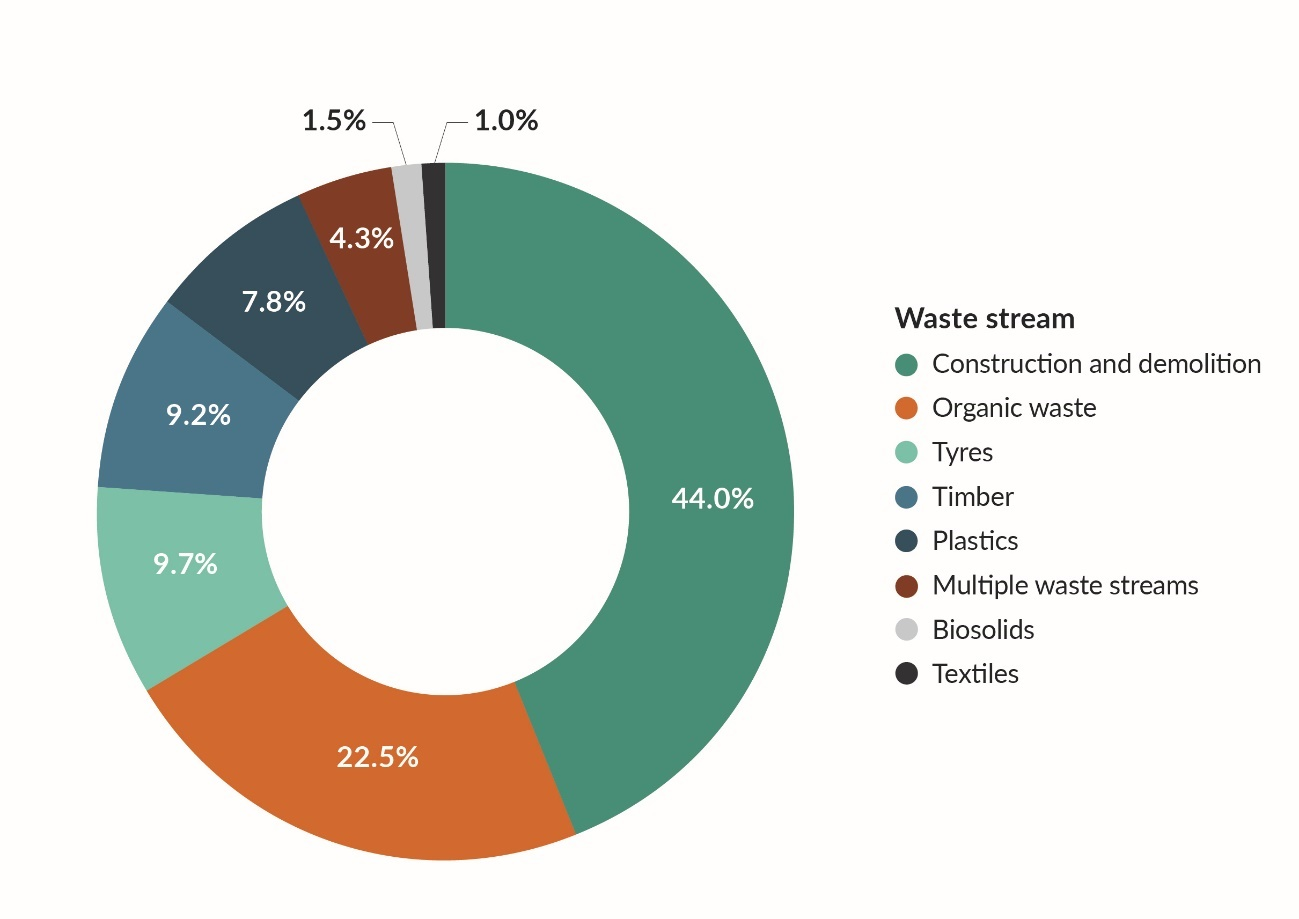 1.5%
1.0%
4.3%
7.8%
9.2%
9.7%
44.0%
22.5%
Waste stream
Construction and demolition
Organic waste
Tyres
Timber
Plastics
Multiple waste streams
Biosolids
Textiles